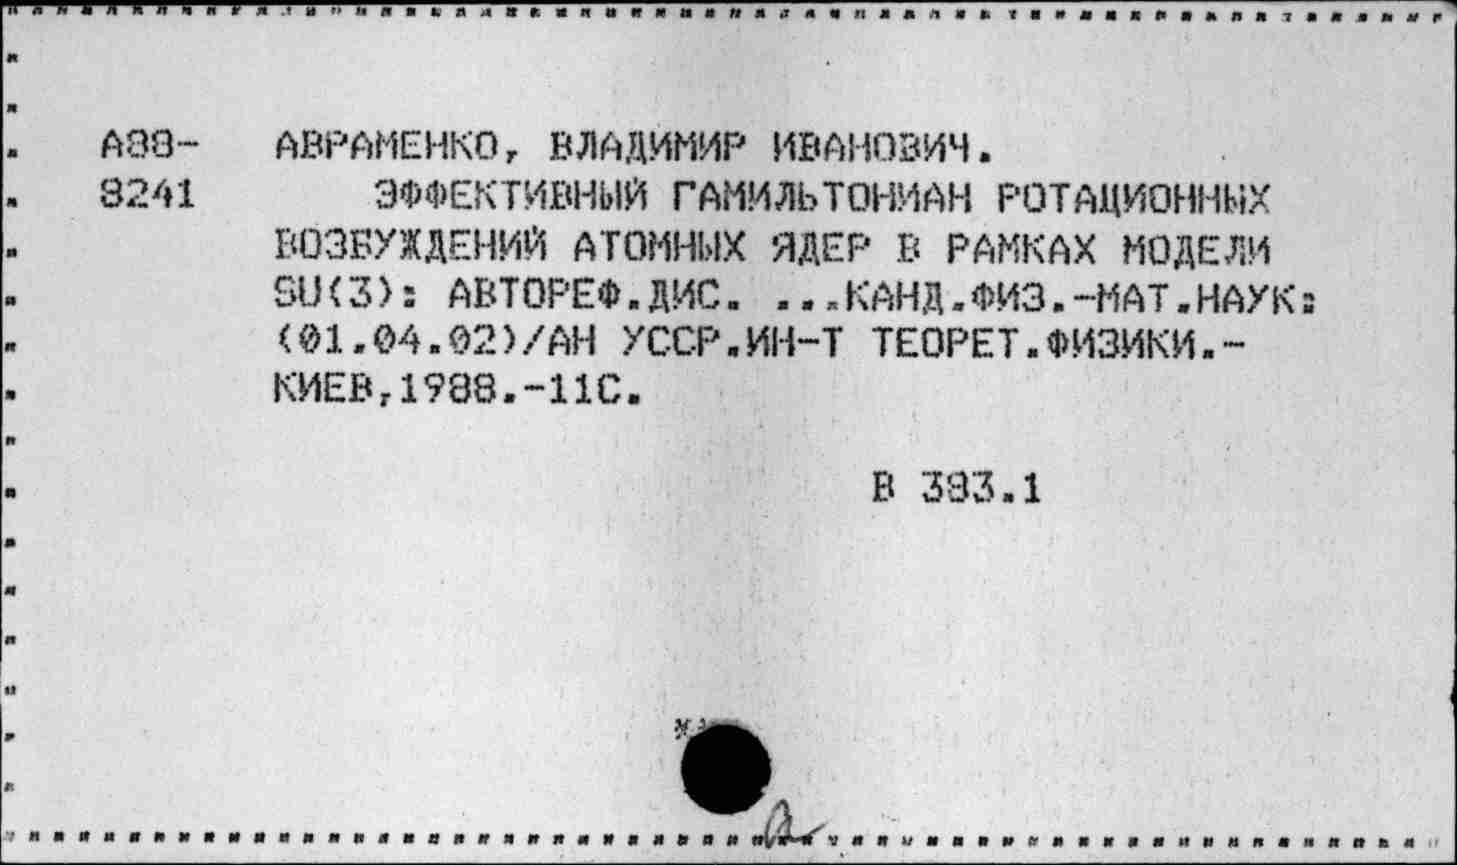 А88- АВРАМЕНКО, ВЛАДИМИР ИВАНОВИЧ.
8241 ЭФФЕКТИВНЫЙ ГАМИЛЬТОНИАН РОТАЦИОННЫХ
ВОЗБУЖДЕНИЙ АТОМНЫХ ЯДЕР В РАМКАХ МОДЕЛИ
SU(3): АВТОРЕФ.ДИС. ...КАНД.ФИЗ.-МАТ.НАУК:
(01.04.02)/АН УССР.ИН-Т ТЕОРЕТ.ФИЗИКИ.-
КИЕВ,1988.-11С.
В 383.1